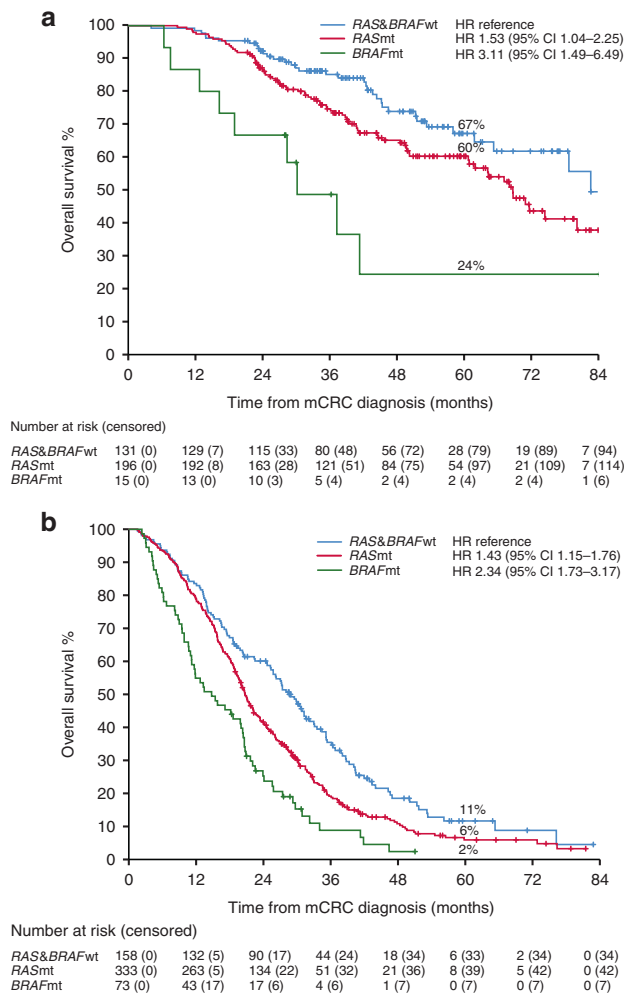 a
RAS&BRAFwt HR reference
RASmt HR 1.53 (95% CI 1.04–2.25)
BRAFmt HR 3.11 (95% CI 1.49–6.49)
Overall survival %
100
90
80
70
60
50
40
30
20
10
0
67%
60%
24%
0 12 24 36 48 60 72 84
Time from mCRC diagnosis (months)
Number at risk (censored)
RAS&BRAFwt 131 (0) 129 (7) 115 (33) 80 (48) 56 (72) 28 (79) 19 (89) 7 (94)
RASmt 196 (0) 192 (8) 163 (28) 121 (51) 84 (75) 54 (97) 21 (109) 7 (114)
BRAFmt 15 (0) 13 (0) 10 (3) 5 (4) 2 (4) 2 (4) 2 (4) 1 (6)
b
RAS&BRAFwt HR reference
RASmt HR 1.43 (95% CI 1.15–1.76)
BRAFmt HR 2.34 (95% CI 1.73–3.17)
Overall survival %
100
90
80
70
60
50
40
30
20
10
0
11%
6%
2%
0 12 24 36 48 60 72 84
Time from mCRC diagnosis (months)
Number at risk (censored)
RAS&BRAFwt 158 (0) 132 (5) 90 (17) 44 (24) 18 (34) 6 (33) 2 (34) 0 (34)
RASmt 333 (0) 263 (5) 134 (22) 51 (32) 21 (36) 8 (39) 5 (42) 0 (42)
BRAFmt 73 (0) 43 (17) 17 (6) 4 (6) 1 (7) 0 (7) 0 (7) 0 (7)